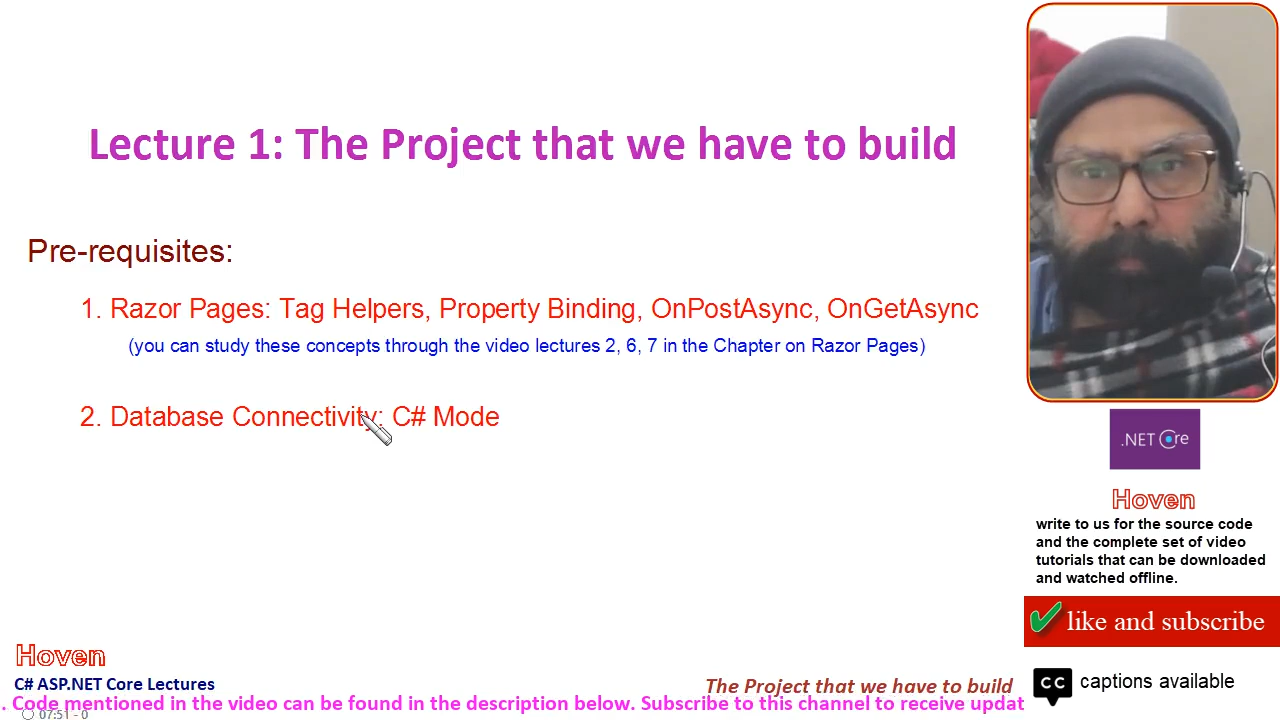 Lecture 1: The Project that we have to build
Pre-requisites:
1. Razor Pages: Tag Helpers, Property Binding, OnPostAsync, OnGetAsync
(you can study these concepts through the video lectures 2, 6, 7 in the Chapter on Razor Pages)
2. Database Connectivity: C# Mode
.NET Core
Hoven
write to us for the source code
and the complete set of video
tutorials that can be downloaded
and watched offline.
like and subscribe
CC captions available
Hoven
C# ASP.NET Core Lectures
The Project that we have to build
. Code mentioned in the video can be found in the description below. Subscribe to this channel to receive updat
07:51 - 0